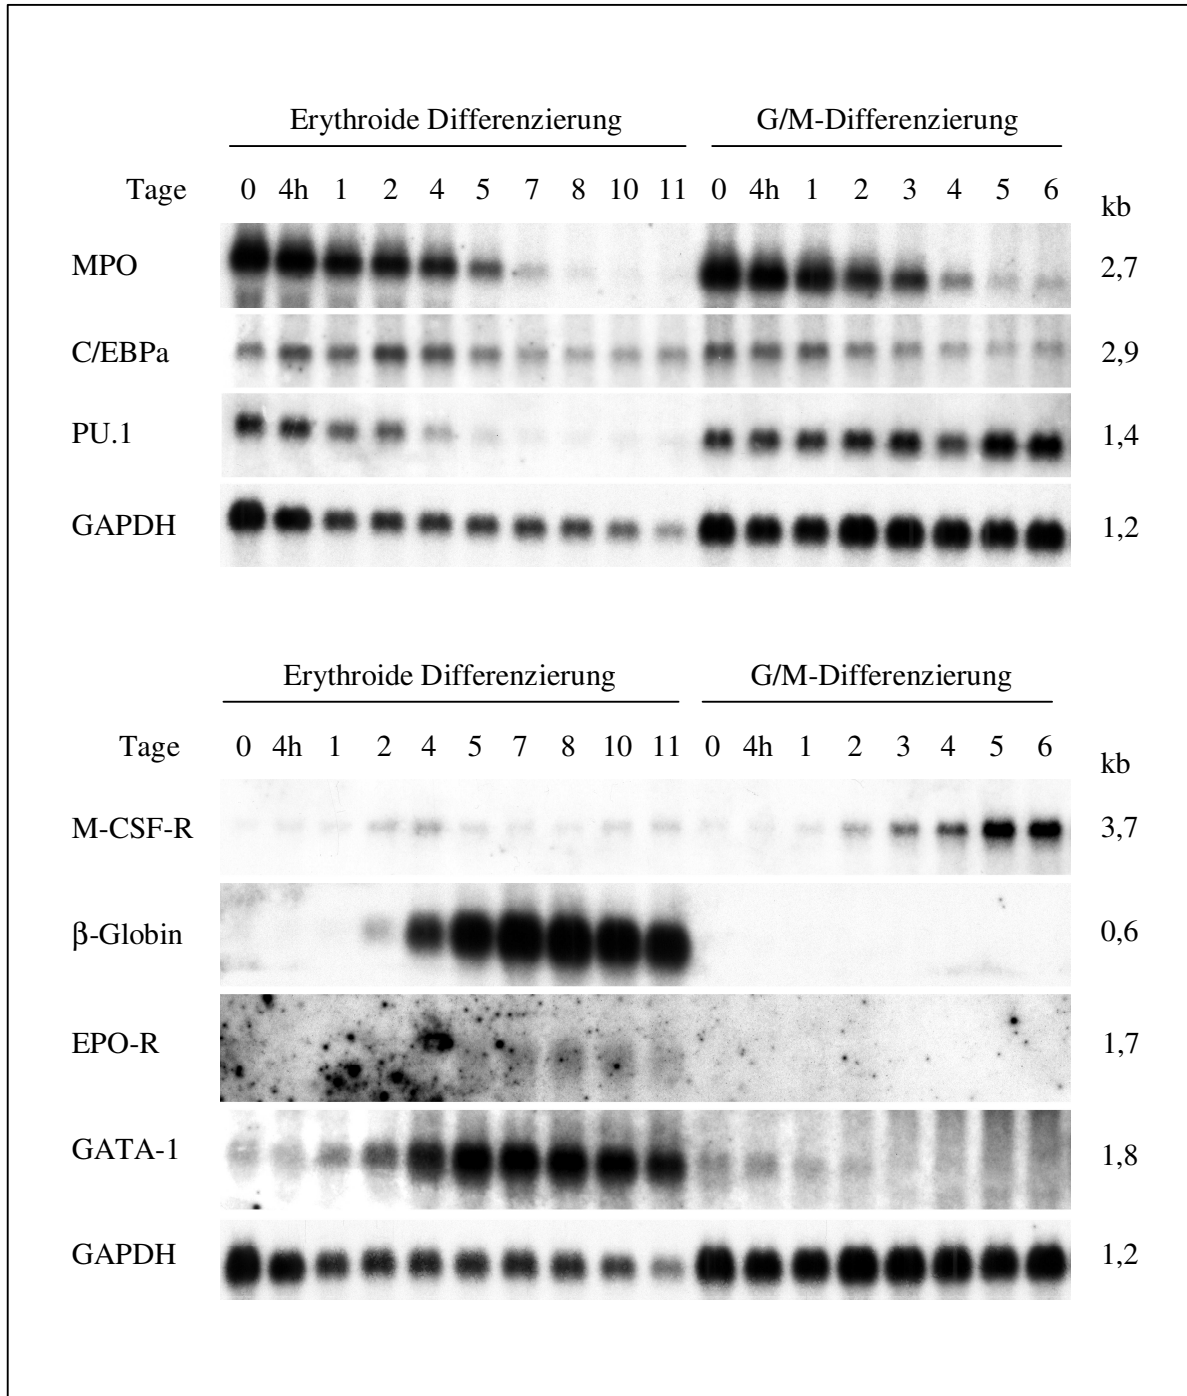 Erythroide Differenzierung G/M-Differenzierung
Tage 0 4h 1 2 4 5 7 8 10 11 0 4h 1 2 3 4 5 6 kb
MPO 2,7
C/EBPa 2,9
PU.1 1,4
GAPDH 1,2
Erythroide Differenzierung G/M-Differenzierung
Tage 0 4h 1 2 4 5 7 8 10 11 0 4h 1 2 3 4 5 6 kb
M-CSF-R 3,7
β-Globin 0,6
EPO-R 1,7
GATA-1 1,8
GAPDH 1,2